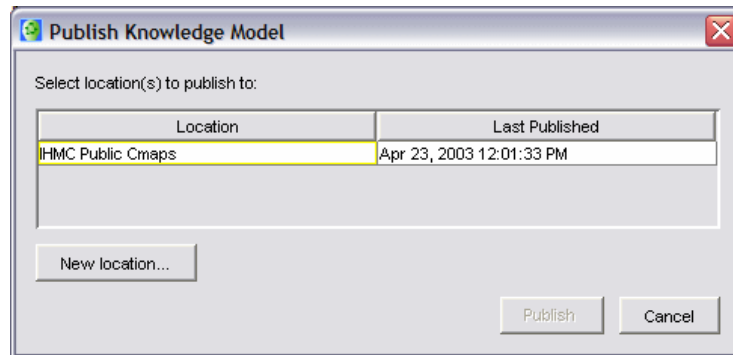 Publish Knowledge Model
Select location(s) to publish to:
Location Last Published
IHMC Public Cmaps Apr 23, 2003 12:01:33 PM
New location...
Publish Cancel